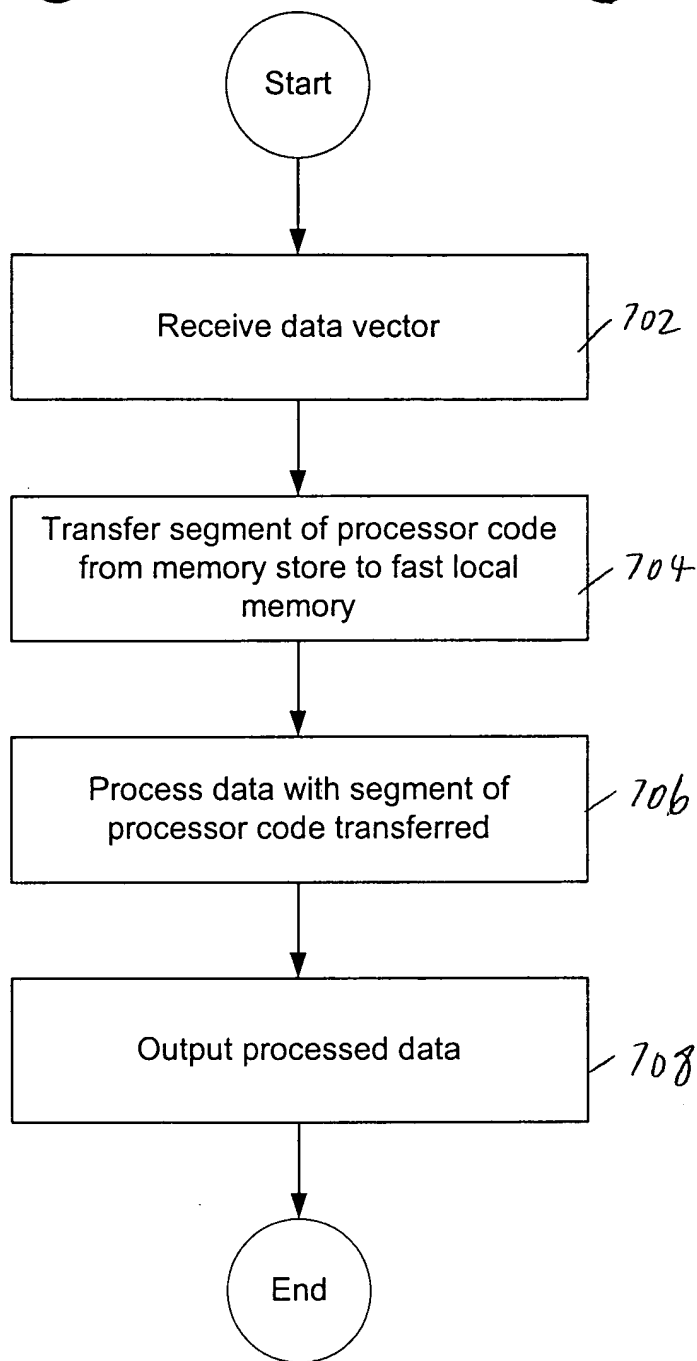 Start
Receive data vector
702
Transfer segment of processor code
from memory store to fast local
memory
704
Process data with segment of
processor code transferred
706
Output processed data
708
End